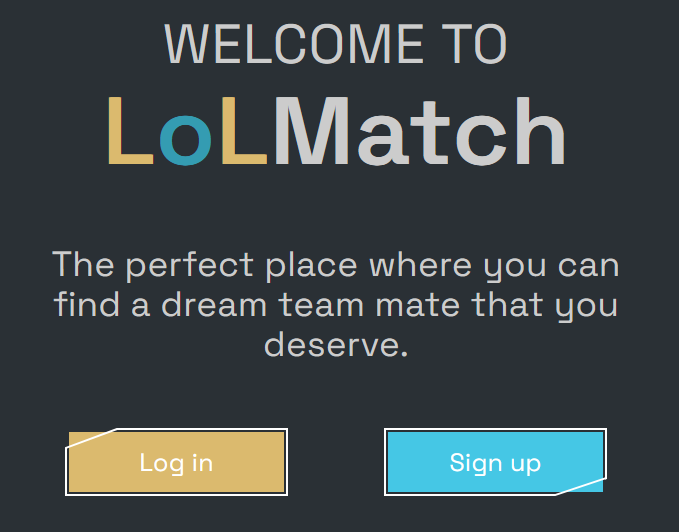 WELCOME TO
LoLMatch
The perfect place where you can
find a dream team mate that you
deserve.
Log in
Sign up